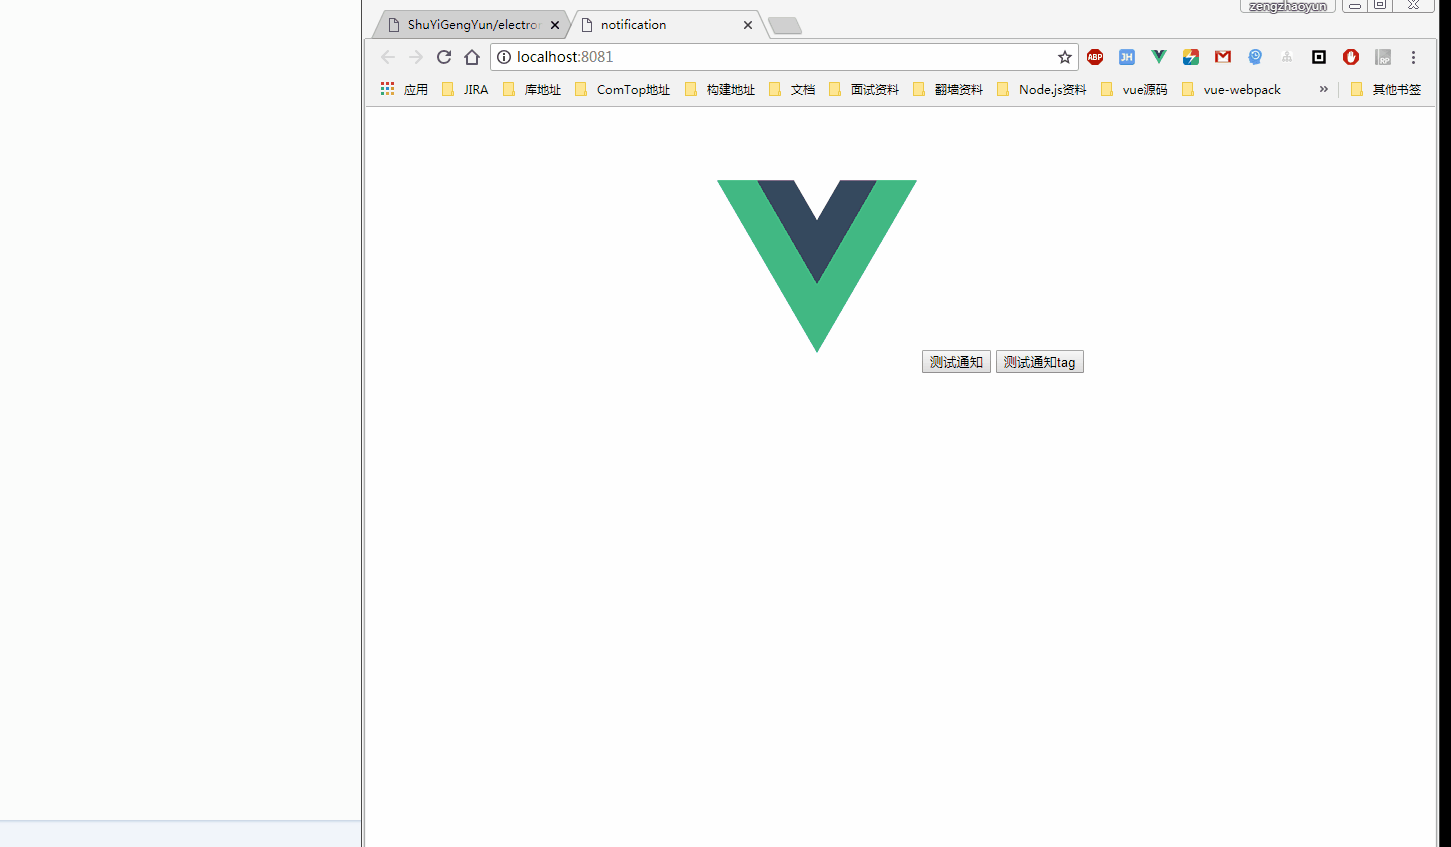 zengzhaoyun
ShuYiGengYun/electron
notification
localhost:8081
ABP
JH
RP
应用 JIRA 库地址 ComTop地址 构建地址 文档 面试资料 翻墙资料 Node.js资料 vue源码 vue-webpack » 其他书签
测试通知 测试通知tag